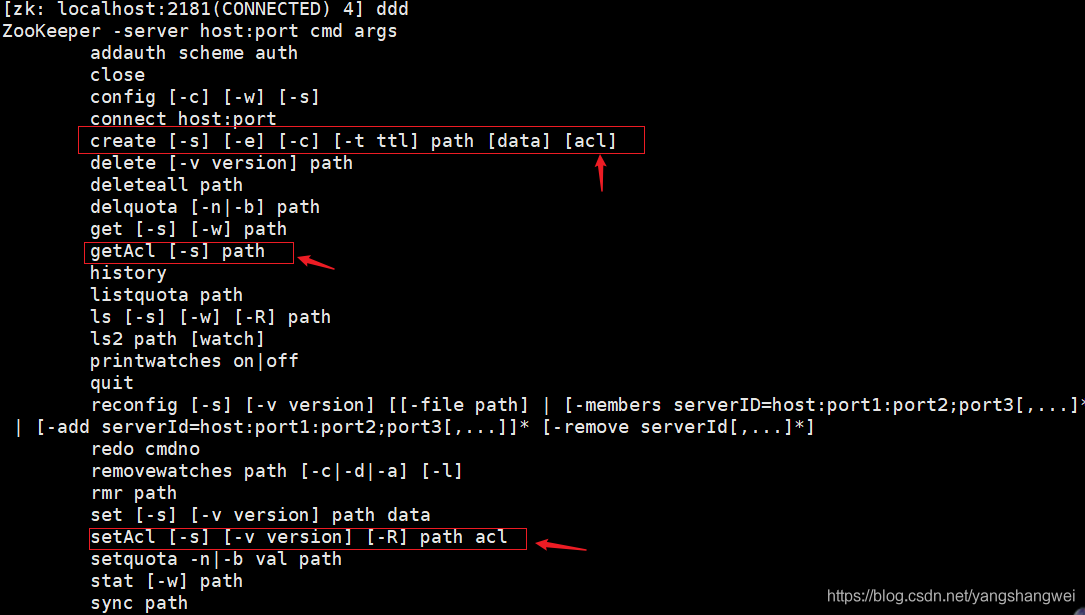 [zk: localhost:2181(CONNECTED) 4] ddd
ZooKeeper -server host:port cmd args
addauth scheme auth
close
config [-c] [-w] [-s]
connect host:port
create [-s] [-e] [-c] [-t ttl] path [data] [acl]
delete [-v version] path
deleteall path
delquota [-n|-b] path
get [-s] [-w] path
getAcl [-s] path
history
listquota path
ls [-s] [-w] [-R] path
ls2 path [watch]
printwatches on|off
quit
reconfig [-s] [-v version] [[-file path] | [-members serverID=host:port1:port2;port3[,...]*
| [-add serverId=host:port1:port2;port3[,...]]* [-remove serverId[,...]*]
redo cmdno
removewatches path [-c|-d|-a] [-l]
rmr path
set [-s] [-v version] path data
setAcl [-s] [-v version] [-R] path acl
setquota -n|-b val path
stat [-w] path
sync path
https://blog.csdn.net/yangshangwei